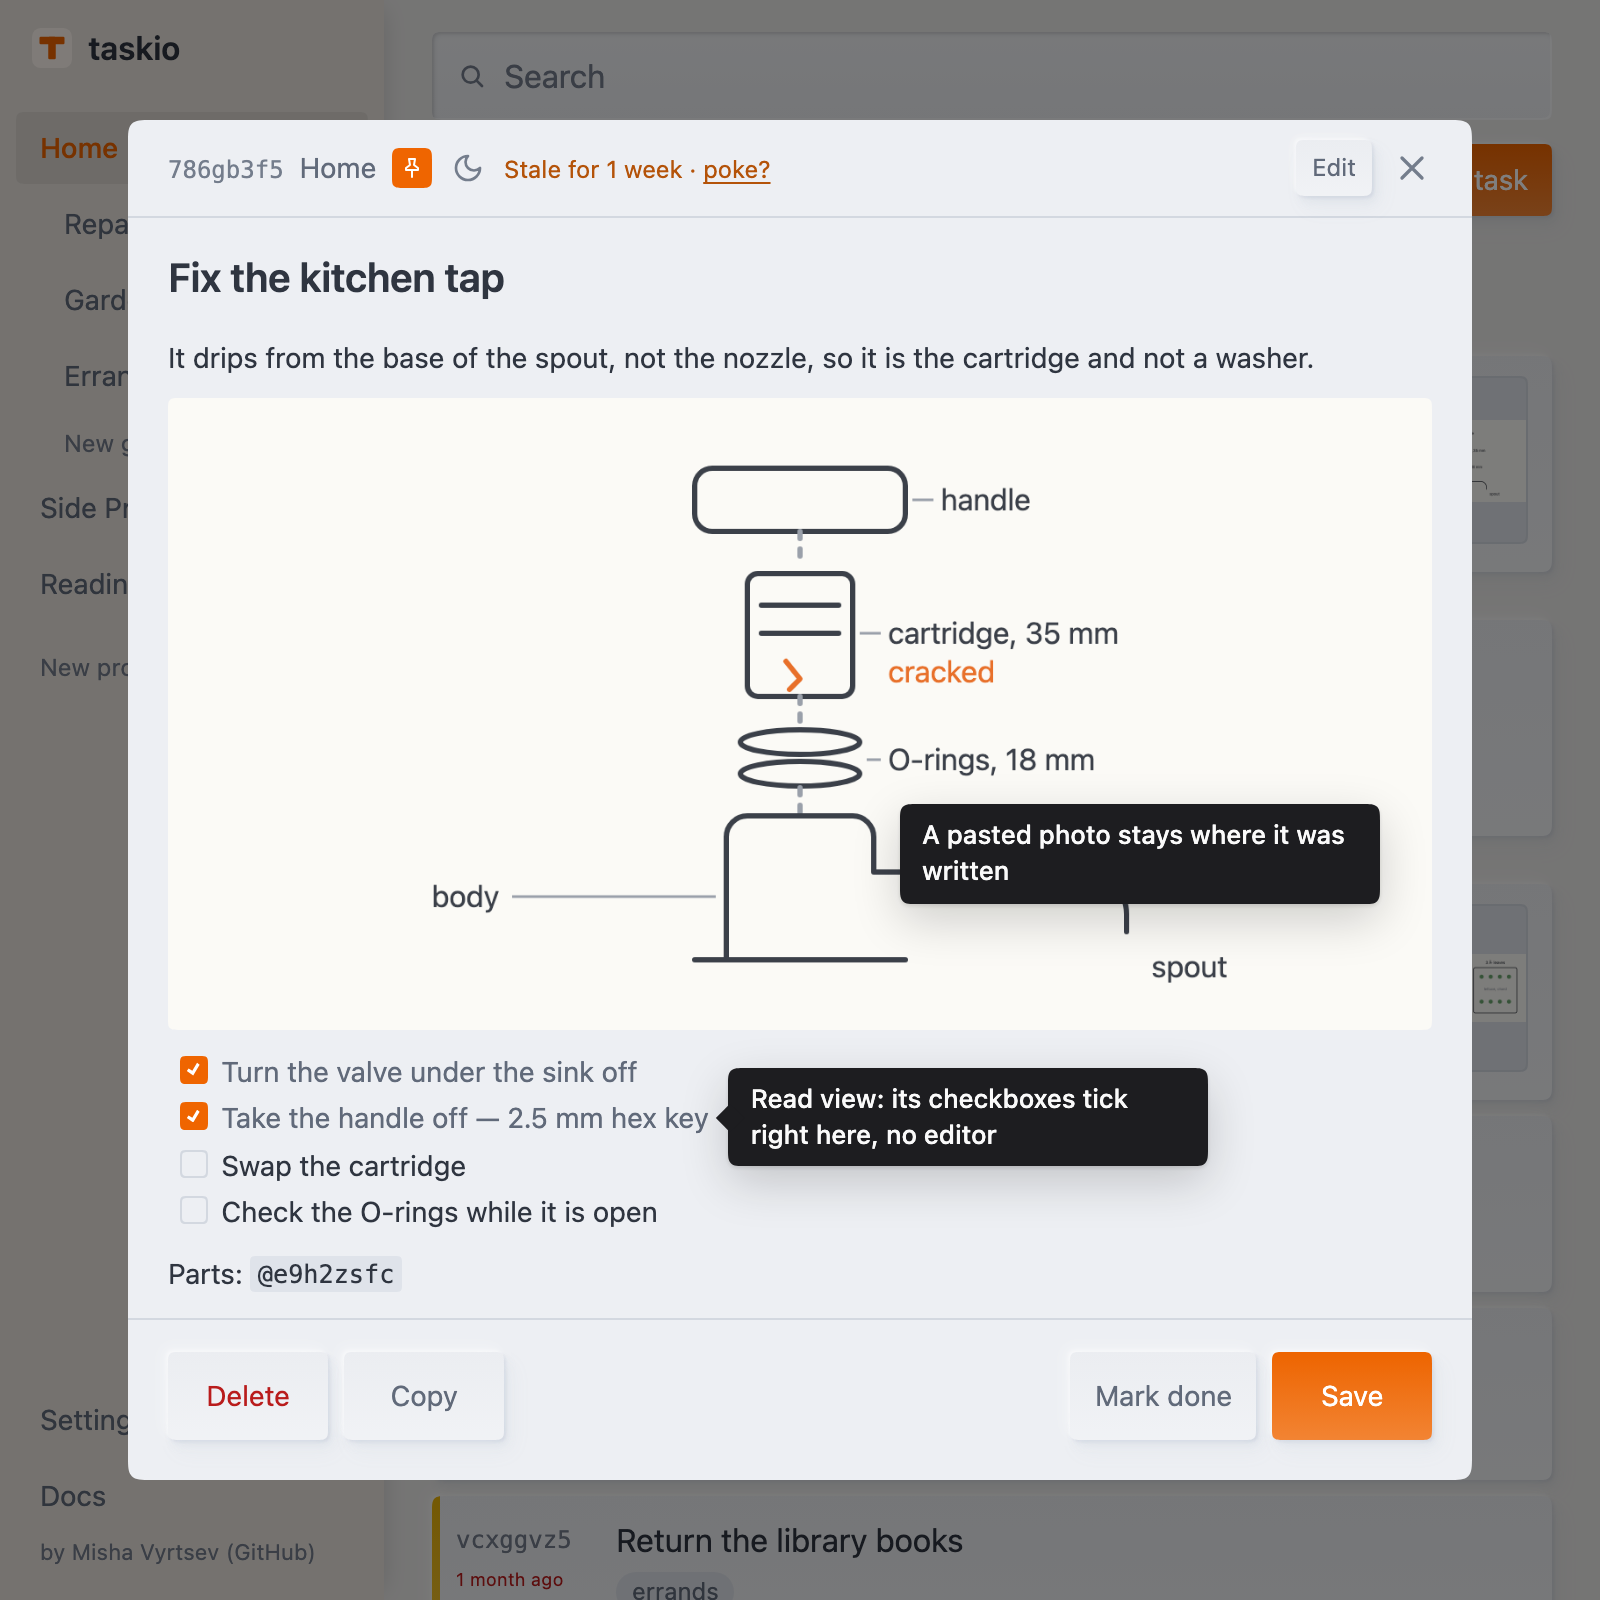 taskio
Search
Home
task
Repa
Gard
Erran
New g
Side Pr
Readin
New pro
786gb3f5 Home Stale for 1 week · poke? Edit
Fix the kitchen tap
It drips from the base of the spout, not the nozzle, so it is the cartridge and not a washer.
handle
cartridge, 35 mm
cracked
O-rings, 18 mm
A pasted photo stays where it was
written
body
spout
Turn the valve under the sink off
Take the handle off — 2.5 mm hex key
Read view: its checkboxes tick
right here, no editor
Swap the cartridge
Check the O-rings while it is open
Parts: @e9h2zsfc
Delete Copy Mark done Save
Setting
Docs
by Misha Vyrtsev (GitHub)
vcxggvz5 Return the library books
1 month ago
errands